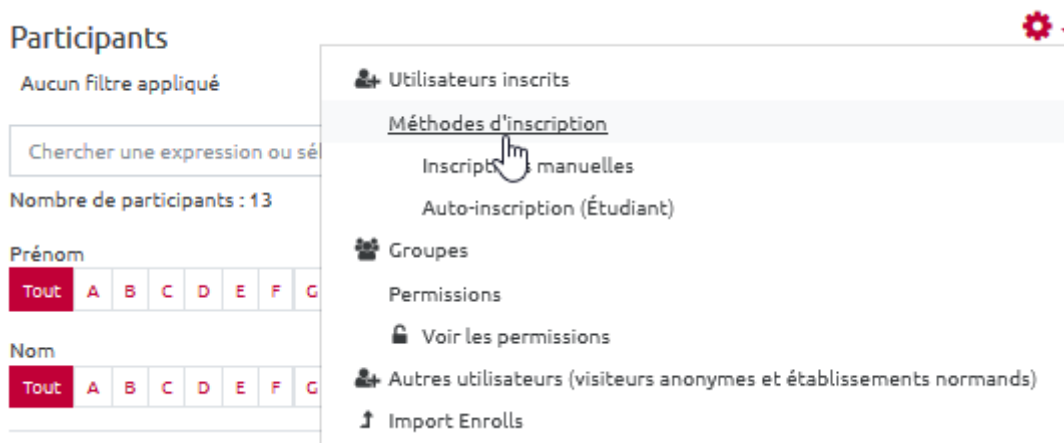 Participants
Aucun filtre appliqué
Chercher une expression ou sél
Nombre de participants : 13
Prénom
Tout A B C D E F G
Nom
Tout A B C D E F G
Utilisateurs inscrits
Méthodes d'inscription
manuelles
Auto-inscription (Étudiant)
Groupes
Permissions
Voir les permissions
Autres utilisateurs (visiteurs anonymes et établissements normands)
Import Enrolls